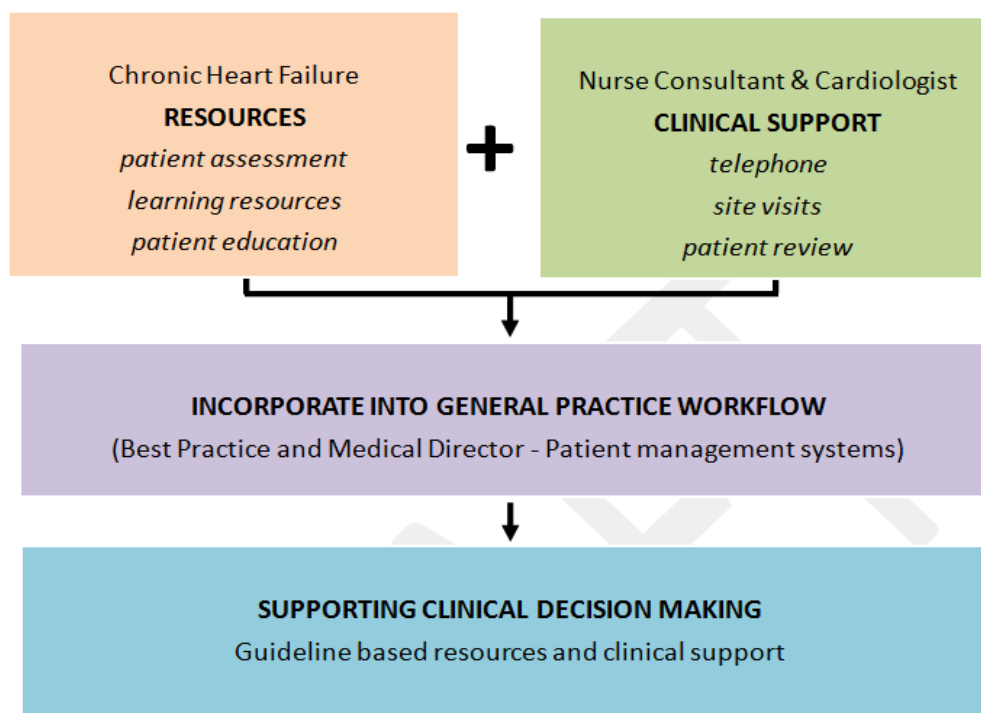 Chronic Heart Failure
RESOURCES
patient assessment
learning resources
patient education
+
Nurse Consultant & Cardiologist
CLINICAL SUPPORT
telephone
site visits
patient review
INCORPORATE INTO GENERAL PRACTICE WORKFLOW
(Best Practice and Medical Director - Patient management systems)
SUPPORTING CLINICAL DECISION MAKING
Guideline based resources and clinical support